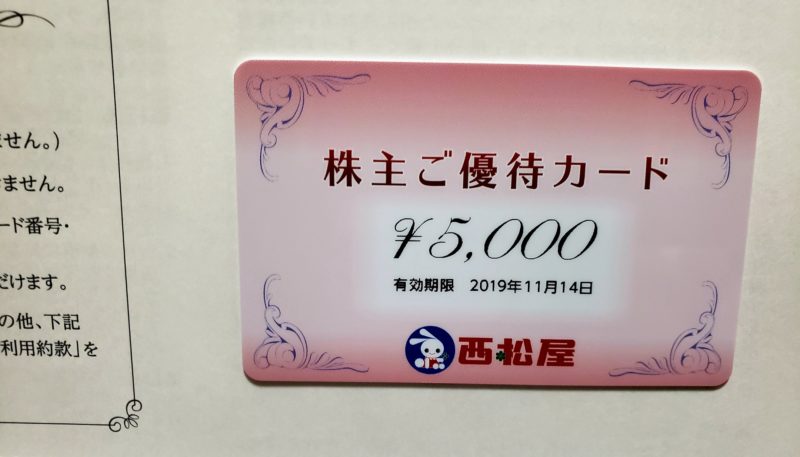 ません。)
ません。
ード番号・
だけます。
の他、下記
利用約款」を
株主ご優待カード
¥5,000
有効期限 2019年11月14日
西松屋